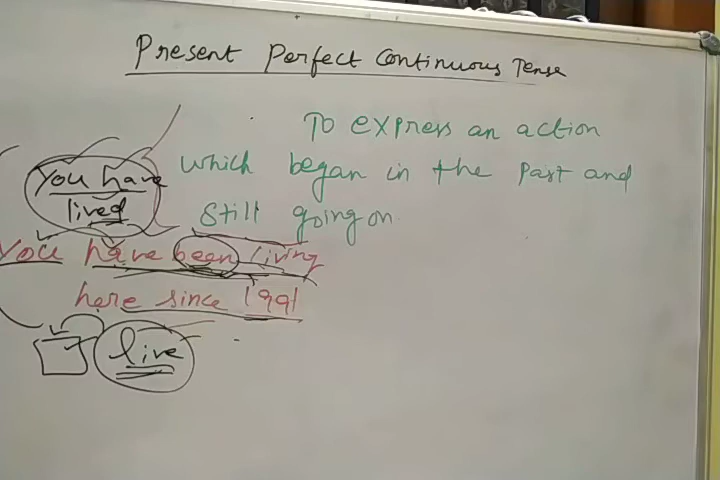 Present Perfect Continuous Tense
To express an action
which began in the Past and
still going on
You have
lived
You have been living
here since 1991
live